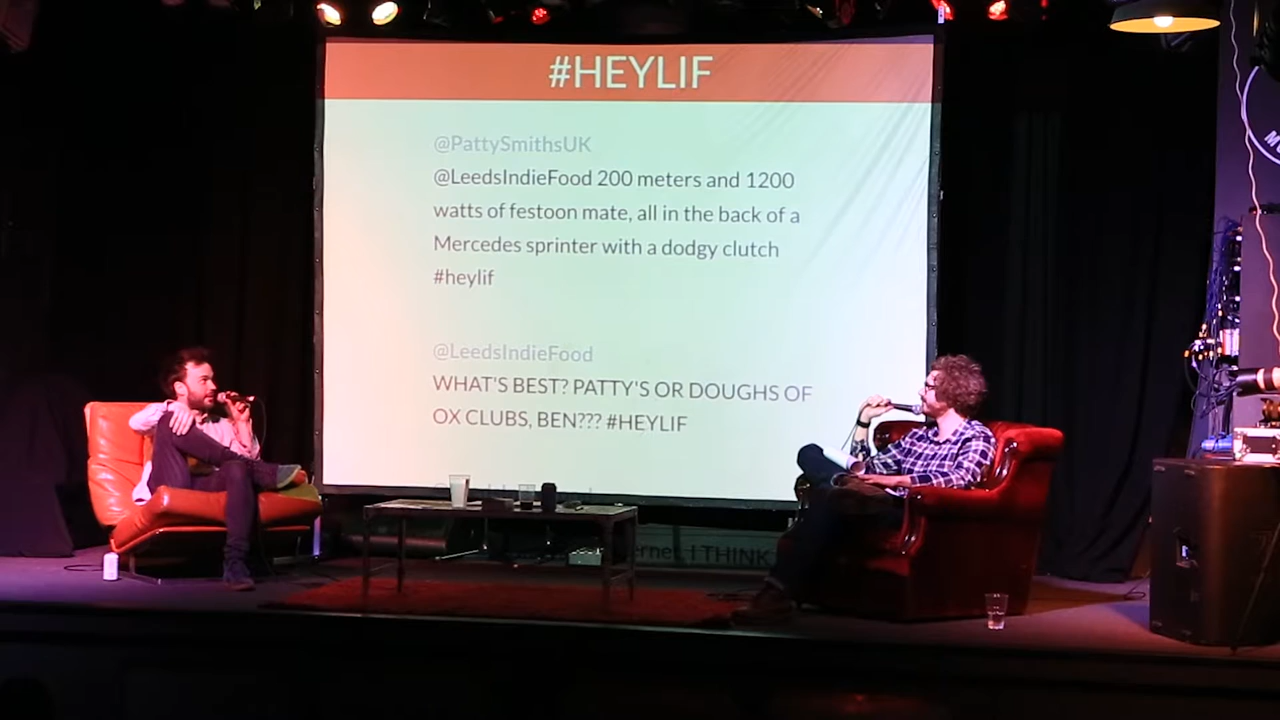 #HEYLIF
@PattySmithsUK
@LeedsIndieFood 200 meters and 1200
watts of festoon mate, all in the back of a
Mercedes sprinter with a dodgy clutch
#heylif
@LeedsIndieFood
WHAT'S BEST? PATTY'S OR DOUGHS OF
OX CLUBS, BEN??? #HEYLIF
I THINK